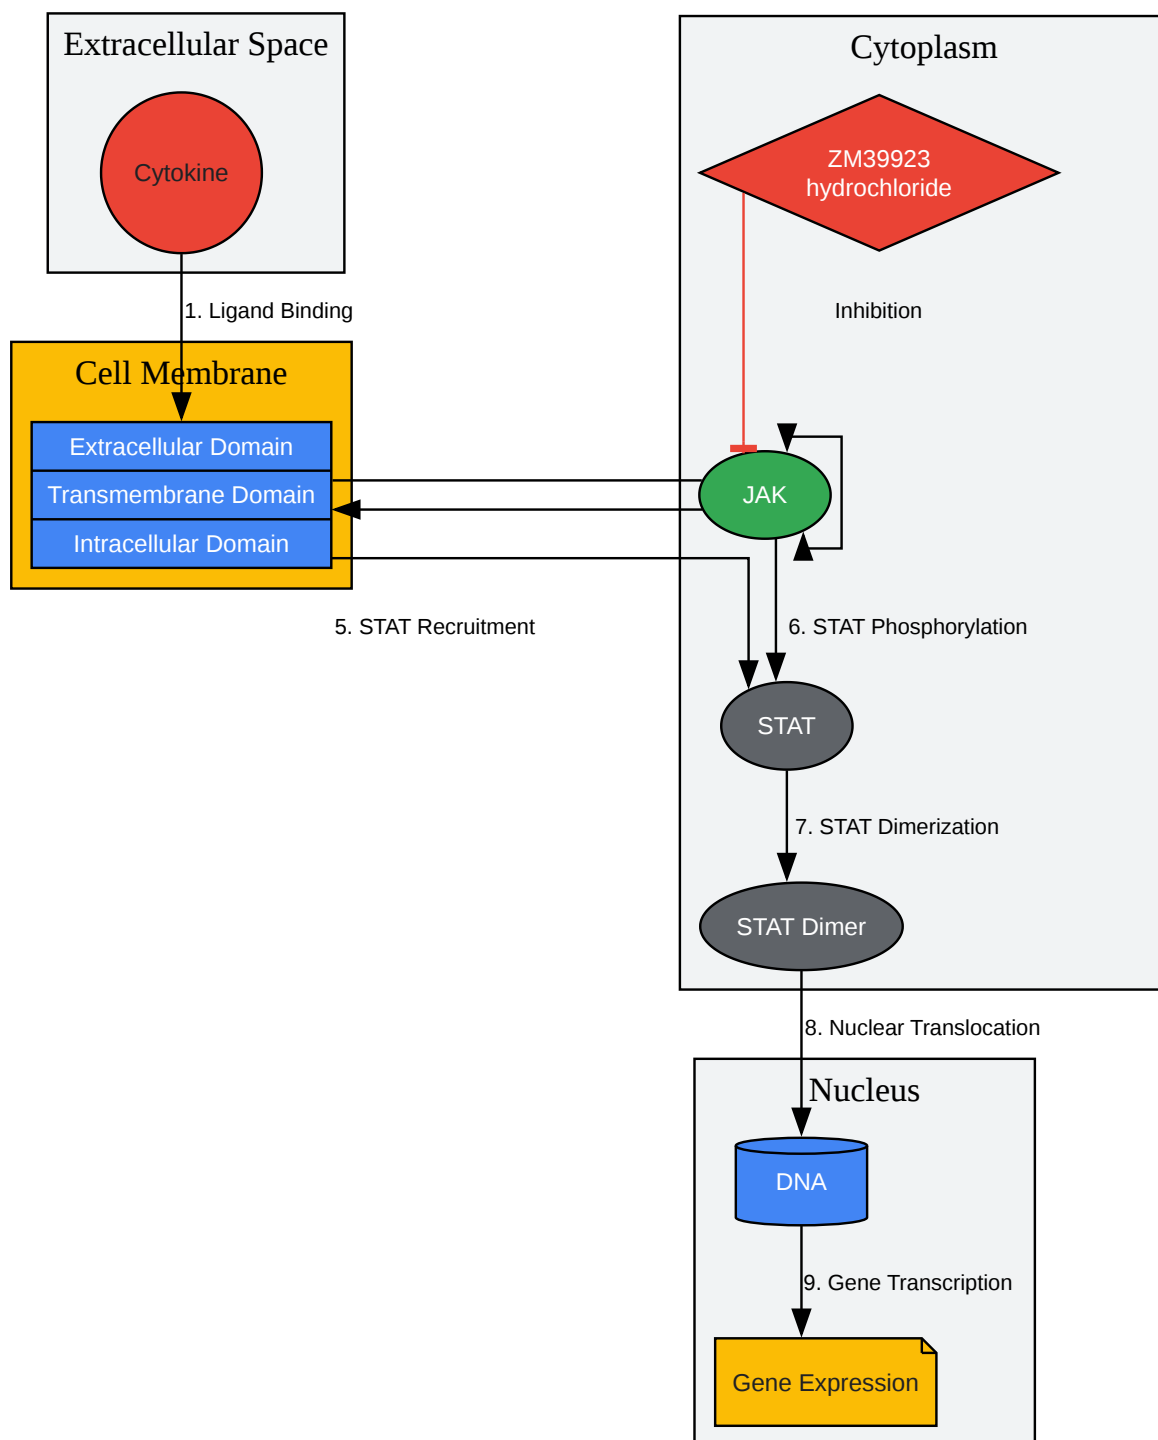 Extracellular Space
Cytoplasm
Cytokine
ZM39923
hydrochloride
1. Ligand Binding
Inhibition
Cell Membrane
Extracellular Domain
Transmembrane Domain
Intracellular Domain
JAK
5. STAT Recruitment
6. STAT Phosphorylation
STAT
7. STAT Dimerization
STAT Dimer
8. Nuclear Translocation
Nucleus
DNA
9. Gene Transcription
Gene Expression